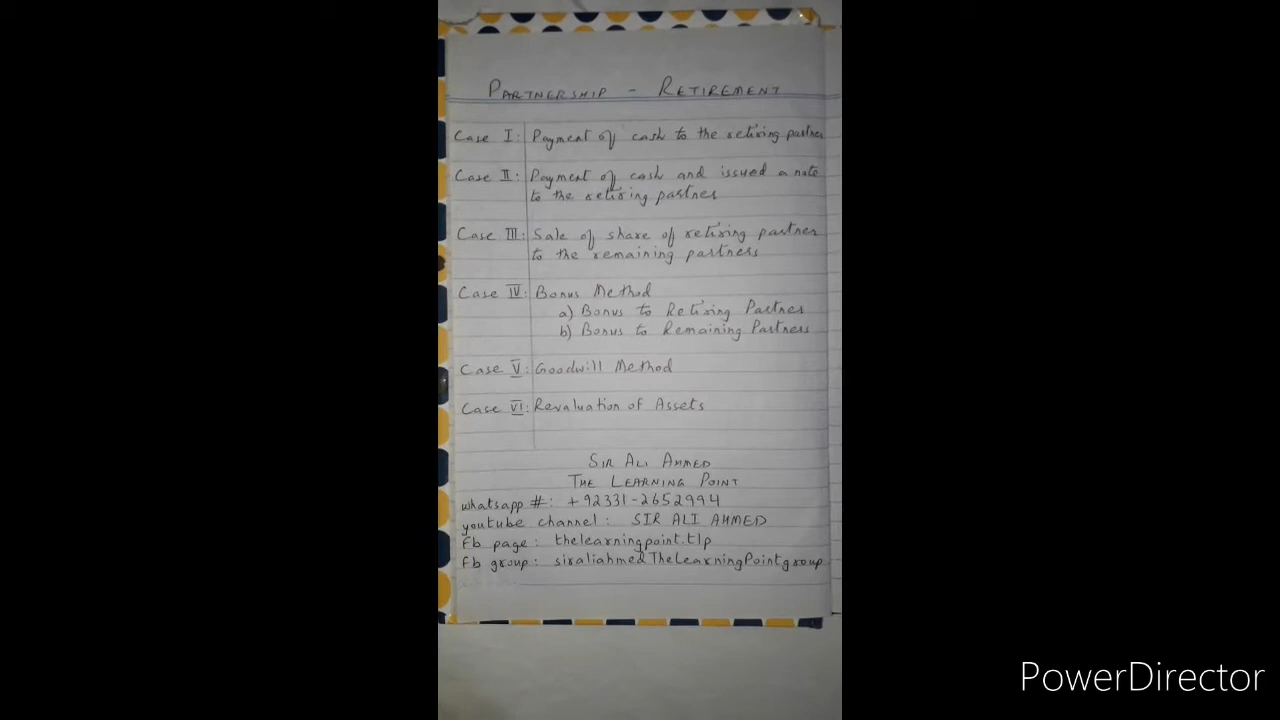 PARTNERSHIP - RETIREMENT
Case I: Payment of cash to the retiring partner
Case II: Payment of cash and issued a note
to the retiring partner
Case III: Sale of share of retiring partner
to the remaining partners
Case IV: Bonus Method
a) Bonus to Retiring Partner
b) Bonus to Remaining Partners
Case V: Goodwill Method
Case VI: Revaluation of Assets
SIR ALI AHMED
THE LEARNING POINT
whatsapp #: +92331-2652994
youtube channel: SIR ALI AHMED
Fb page: thelearningpoint.tlp
Fb group: siraliahmedTheLearningPointgroup
PowerDirector